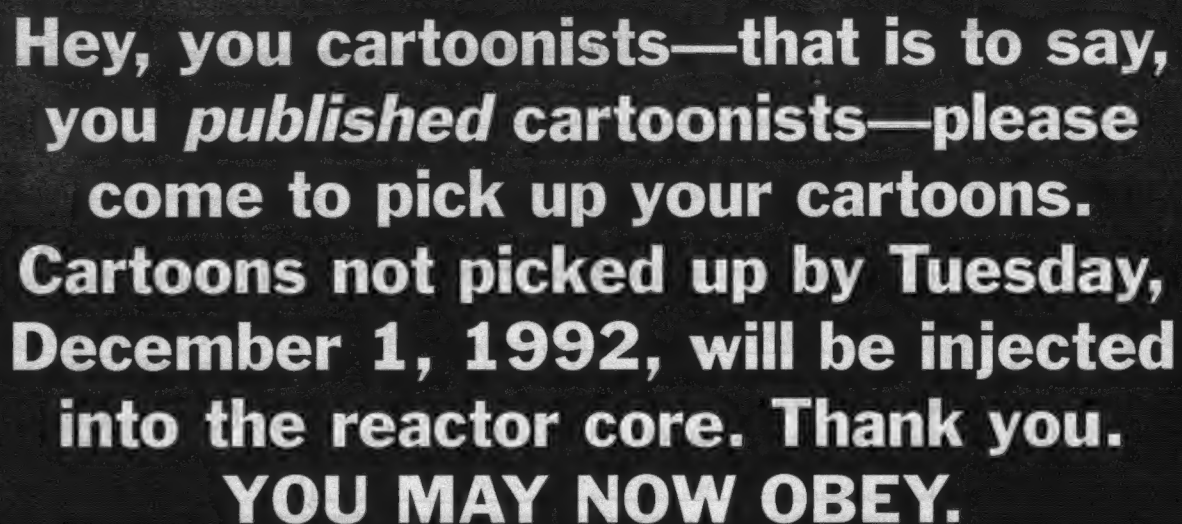 Hey, you cartoonists—that is to say,
you published cartoonists—please
come to pick up your cartoons.
Cartoons not picked up by Tuesday,
December 1, 1992, will be injected
into the reactor core. Thank you.
YOU MAY NOW OBEY.